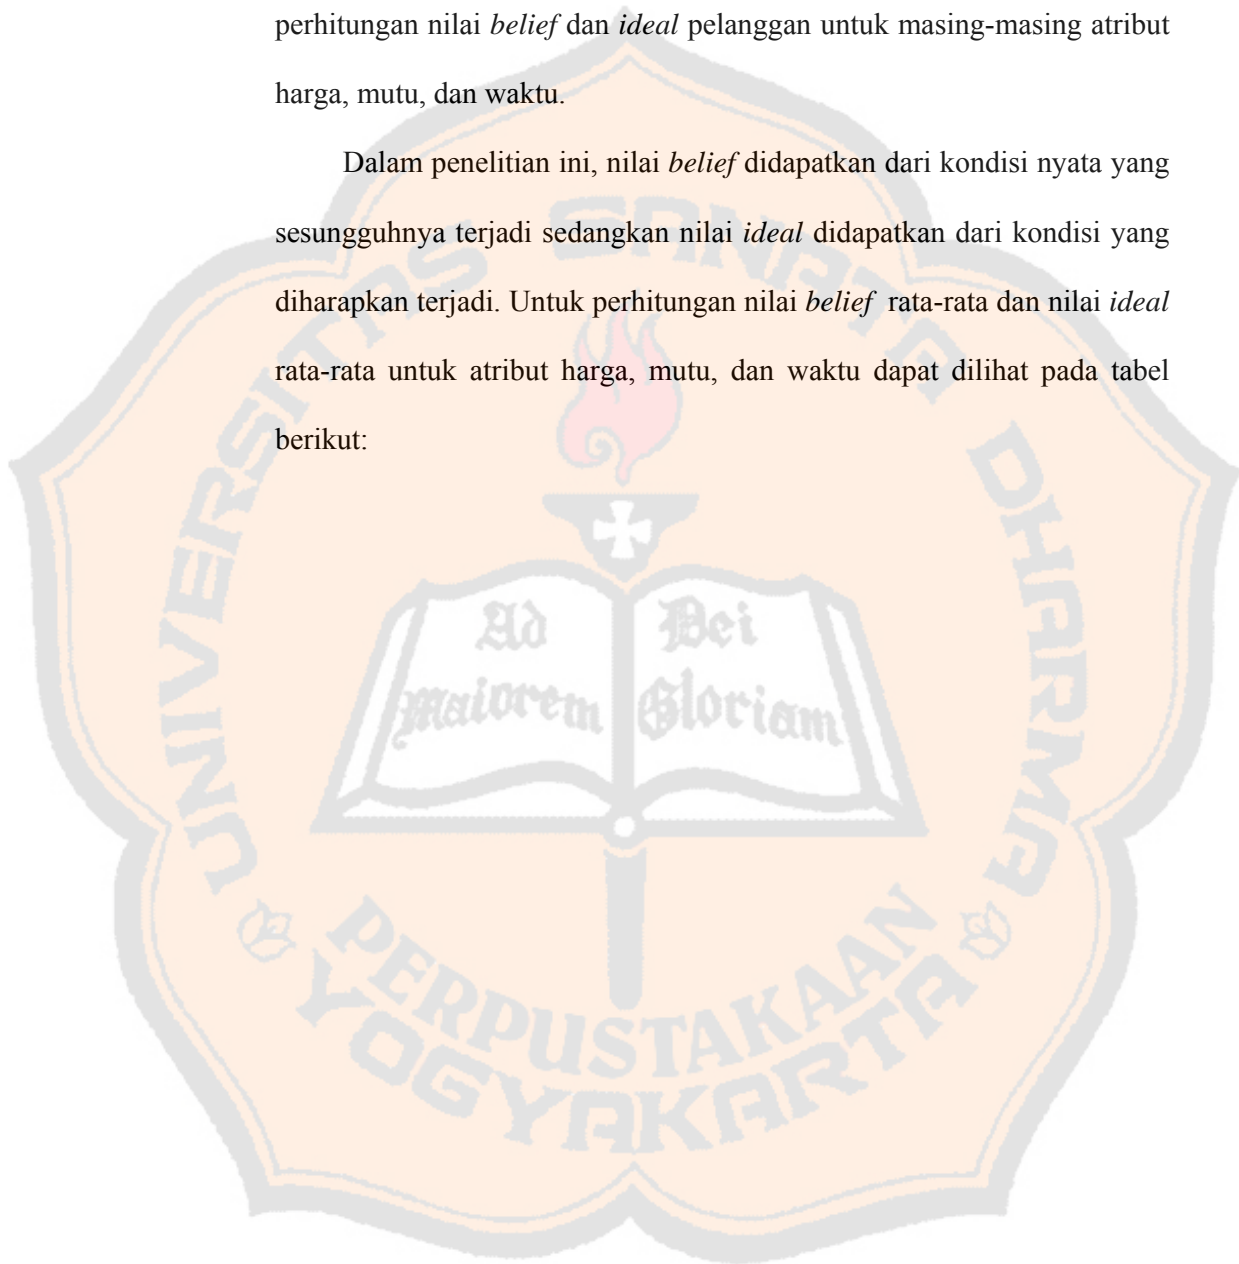 perhitungan nilai belief dan ideal pelanggan untuk masing-masing atribut
harga, mutu, dan waktu.
Dalam penelitian ini, nilai belief didapatkan dari kondisi nyata yang
sesungguhnya terjadi sedangkan nilai ideal didapatkan dari kondisi yang
diharapkan terjadi. Untuk perhitungan nilai belief rata-rata dan nilai ideal
rata-rata untuk atribut harga, mutu, dan waktu dapat dilihat pada tabel
berikut:
UNIVERSITAS SANATA DHARMA
Ad
maiorem
Dei
Gloriam
PERPUSTAKAAN
YOGYAKARTA